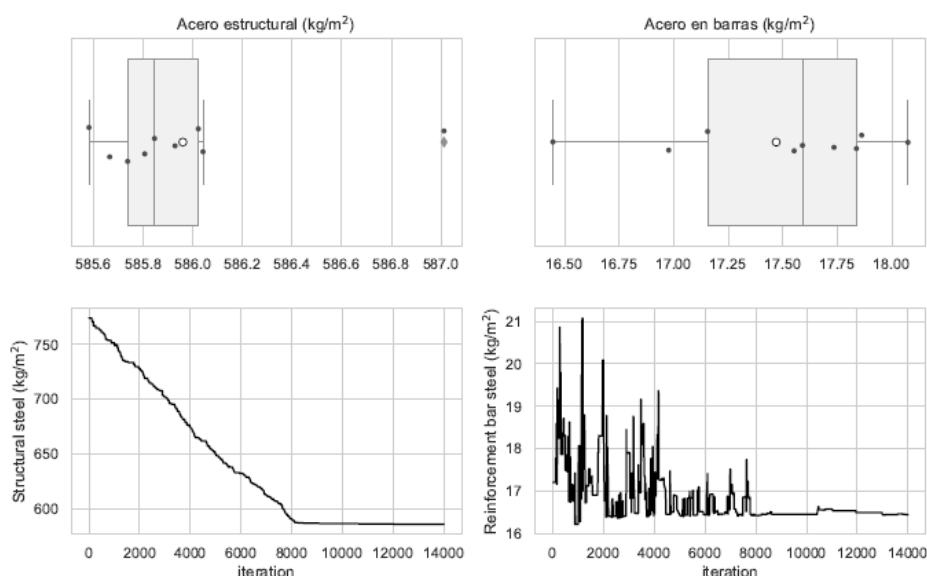 Acero estructural (kg/m²)
585.6 585.8 586.0 586.2 586.4 586.6 586.8 587.0
Acero en barras (kg/m²)
16.50 16.75 17.00 17.25 17.50 17.75 18.00
Structural steel (kg/m²)
750
700
650
600
0 2000 4000 6000 8000 10000 12000 14000
iteration
Reinforcement bar steel (kg/m²)
21
20
19
18
17
16
0 2000 4000 6000 8000 10000 12000 14000
iteration